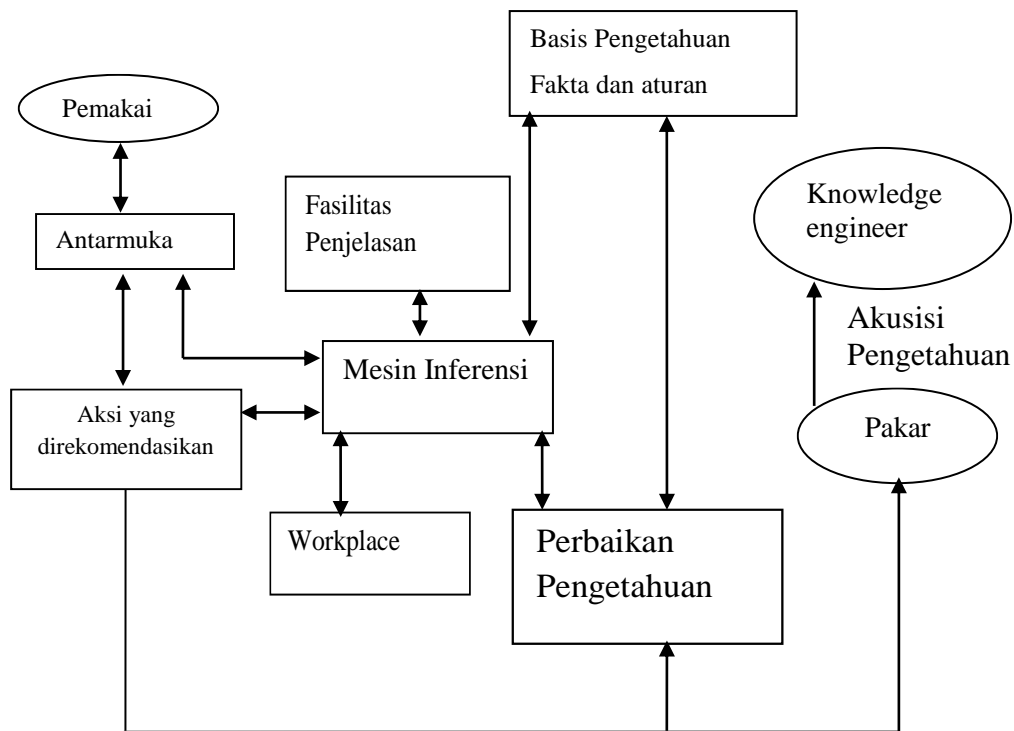 Basis Pengetahuan
Fakta dan aturan
Pemakai
Knowledge
engineer
Fasilitas
Penjelasan
Antarmuka
Akusisi
Pengetahuan
Mesin Inferensi
Aksi yang
direkomendasikan
Pakar
Workplace
Perbaikan
Pengetahuan